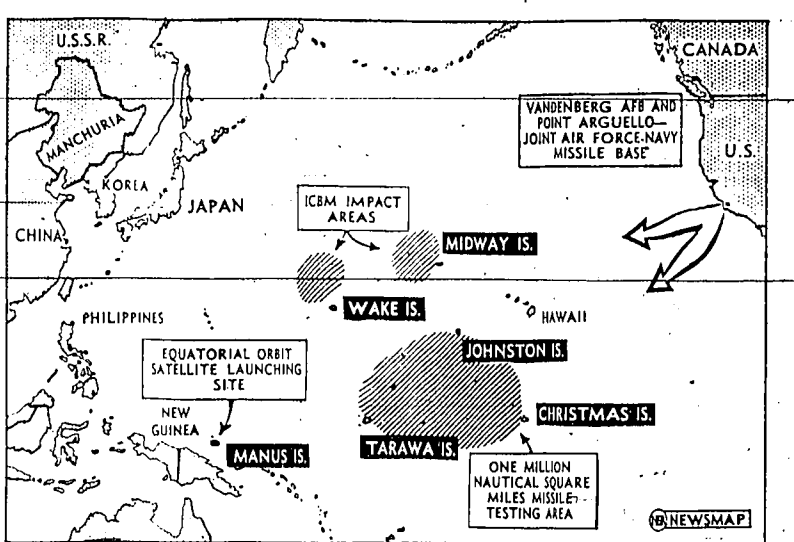 U.S.S.R.
CANADA
VANDENBERG AFB AND
POINT ARGUELLO—
JOINT AIR FORCE-NAVY
MISSILE BASE
U.S.
MANCHURIA
KOREA
JAPAN
CHINA
ICBM IMPACT
AREAS
MIDWAY IS.
WAKE IS.
HAWAII
PHILIPPINES
JOHNSTON IS.
EQUATORIAL ORBIT
SATELLITE LAUNCHING
SITE
NEW
GUINEA
MANUS IS.
TARAWA IS.
CHRISTMAS IS.
ONE MILLION
NAUTICAL SQUARE
MILES MISSILE
TESTING AREA
NEWSMAP